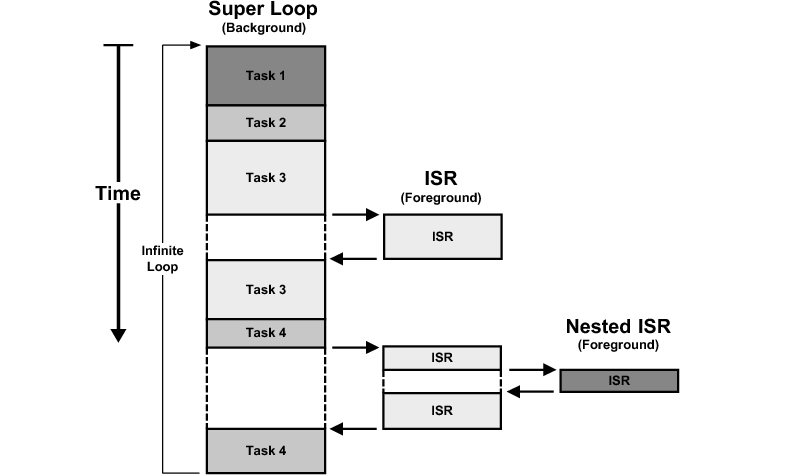 Super Loop
(Background)
Task 1
Task 2
Task 3
Time
ISR
(Foreground)
ISR
Infinite
Loop
Task 3
Task 4
Nested ISR
(Foreground)
ISR
ISR
ISR
Task 4